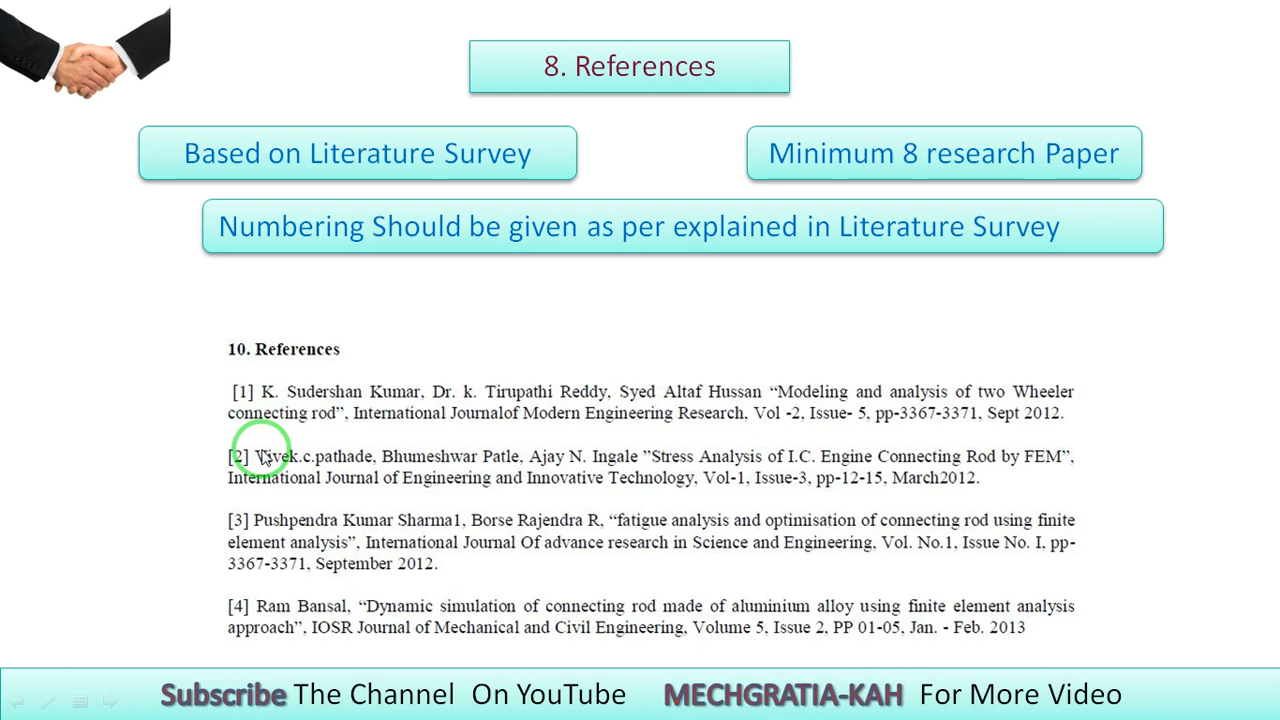 8. References
Based on Literature Survey
Minimum 8 research Paper
Numbering Should be given as per explained in Literature Survey
10. References
[1] K. Sudershan Kumar, Dr. k. Tirupathi Reddy, Syed Altaf Hussan “Modeling and analysis of two Wheeler
connecting rod”, International Journalof Modern Engineering Research, Vol -2, Issue- 5, pp-3367-3371, Sept 2012.
[2] Vivek.c.pathade, Bhumeshwar Patle, Ajay N. Ingale ”Stress Analysis of I.C. Engine Connecting Rod by FEM”,
International Journal of Engineering and Innovative Technology, Vol-1, Issue-3, pp-12-15, March2012.
[3] Pushpendra Kumar Sharma1, Borse Rajendra R, “fatigue analysis and optimisation of connecting rod using finite
element analysis”, International Journal Of advance research in Science and Engineering, Vol. No.1, Issue No. I, pp-
3367-3371, September 2012.
[4] Ram Bansal, “Dynamic simulation of connecting rod made of aluminium alloy using finite element analysis
approach”, IOSR Journal of Mechanical and Civil Engineering, Volume 5, Issue 2, PP 01-05, Jan. - Feb. 2013
Subscribe The Channel On YouTube MECHGRATIA-KAH For More Video